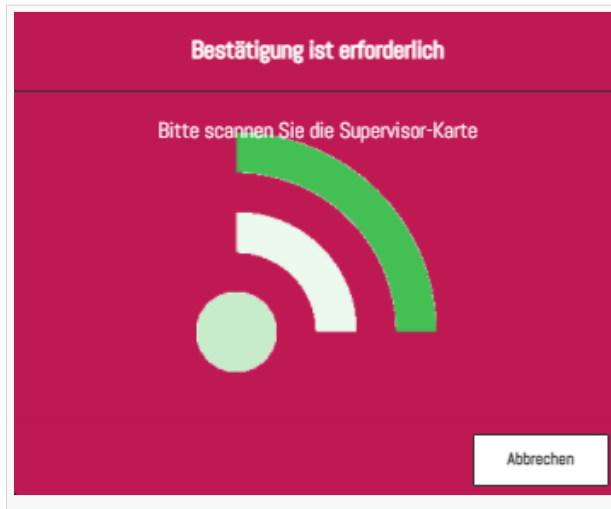 Bestätigung ist erforderlich
Bitte scannen Sie die Supervisor-Karte
Abbrechen